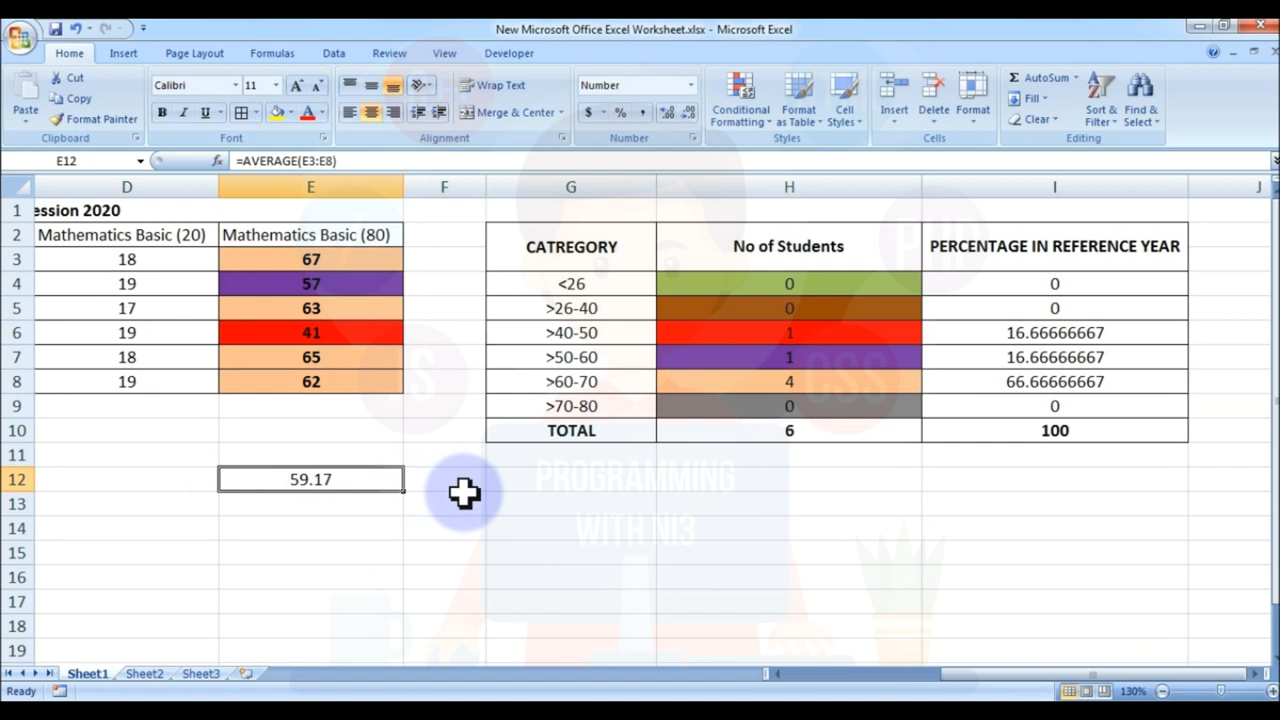 New Microsoft Office Excel Worksheet.xlsx - Microsoft Excel
Home Insert Page Layout Formulas Data Review View Developer
Paste Cut Copy Format Painter Clipboard
Calibri 11 B I U A Font
Wrap Text Merge & Center Alignment
Number $ % , Number
Conditional Formatting Format as Table Cell Styles Styles
Insert Delete Format Cells
Σ AutoSum Fill Clear Sort & Filter Find & Select Editing
E12 fx =AVERAGE(E3:E8)
D E F G H I J
1 ession 2020
2 Mathematics Basic (20) Mathematics Basic (80) CATREGORY No of Students PERCENTAGE IN REFERENCE YEAR
3 18 67
4 19 57 <26 0 0
5 17 63 >26-40 0 0
6 19 41 >40-50 1 16.66666667
7 18 65 >50-60 1 16.66666667
8 19 62 >60-70 4 66.66666667
9 >70-80 0 0
10 TOTAL 6 100
11
12 59.17
13
14
15
16
17
18
19
PHP
JS
CSS
PROGRAMMING
WITH NI3
Sheet1 Sheet2 Sheet3
Ready 130%